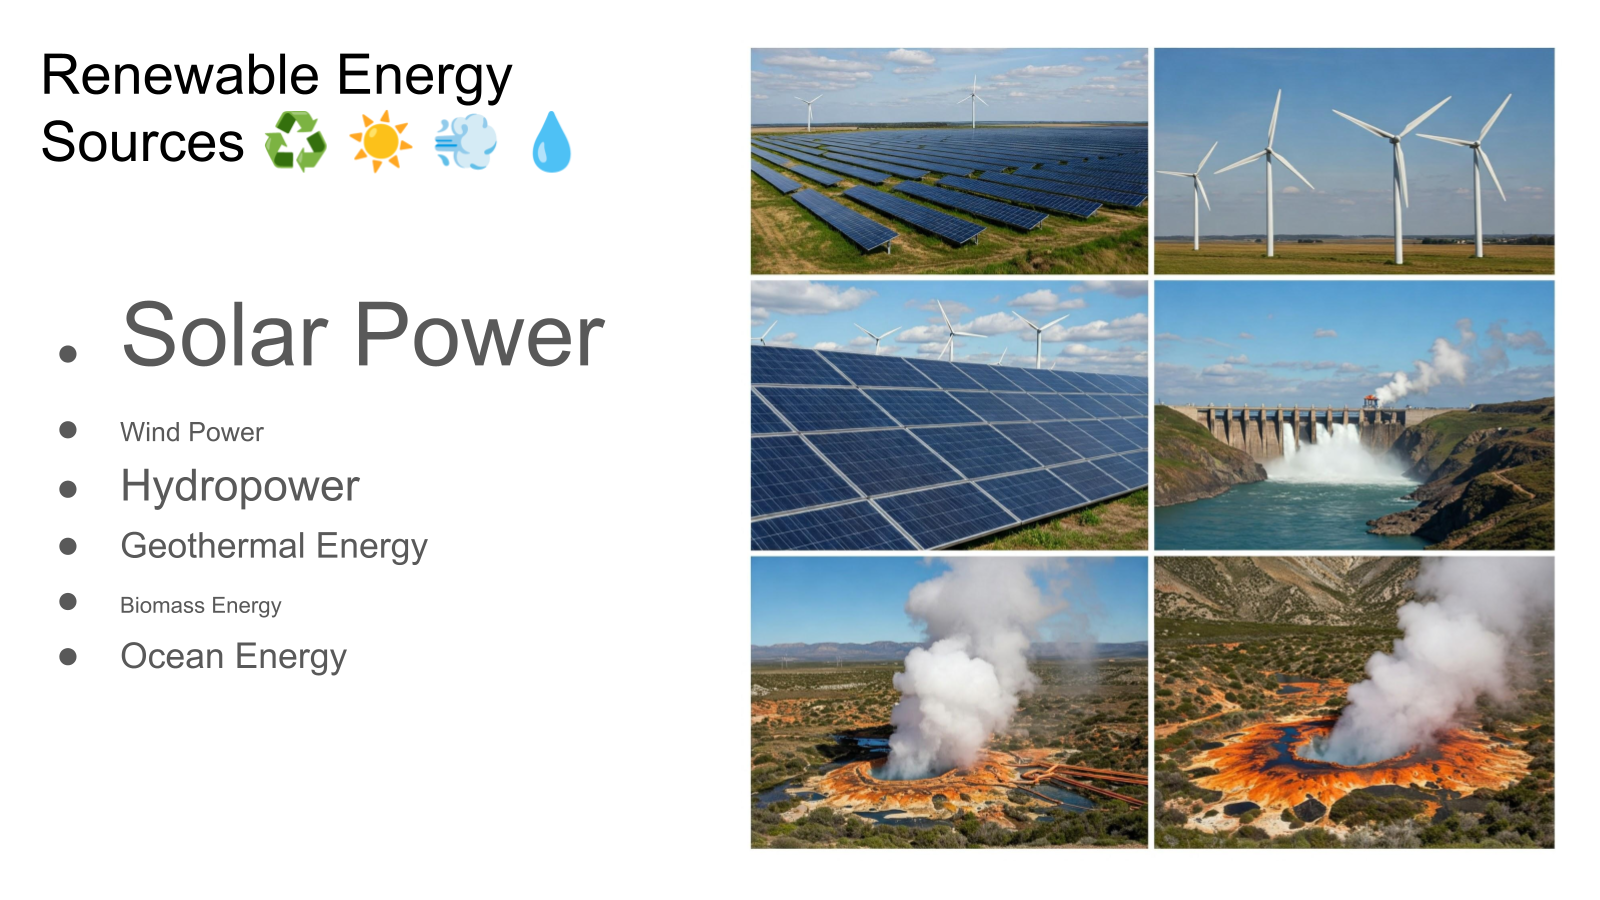 Renewable Energy
Sources ♻️ ☀️ 💨 💧
● Solar Power
● Wind Power
● Hydropower
● Geothermal Energy
● Biomass Energy
● Ocean Energy